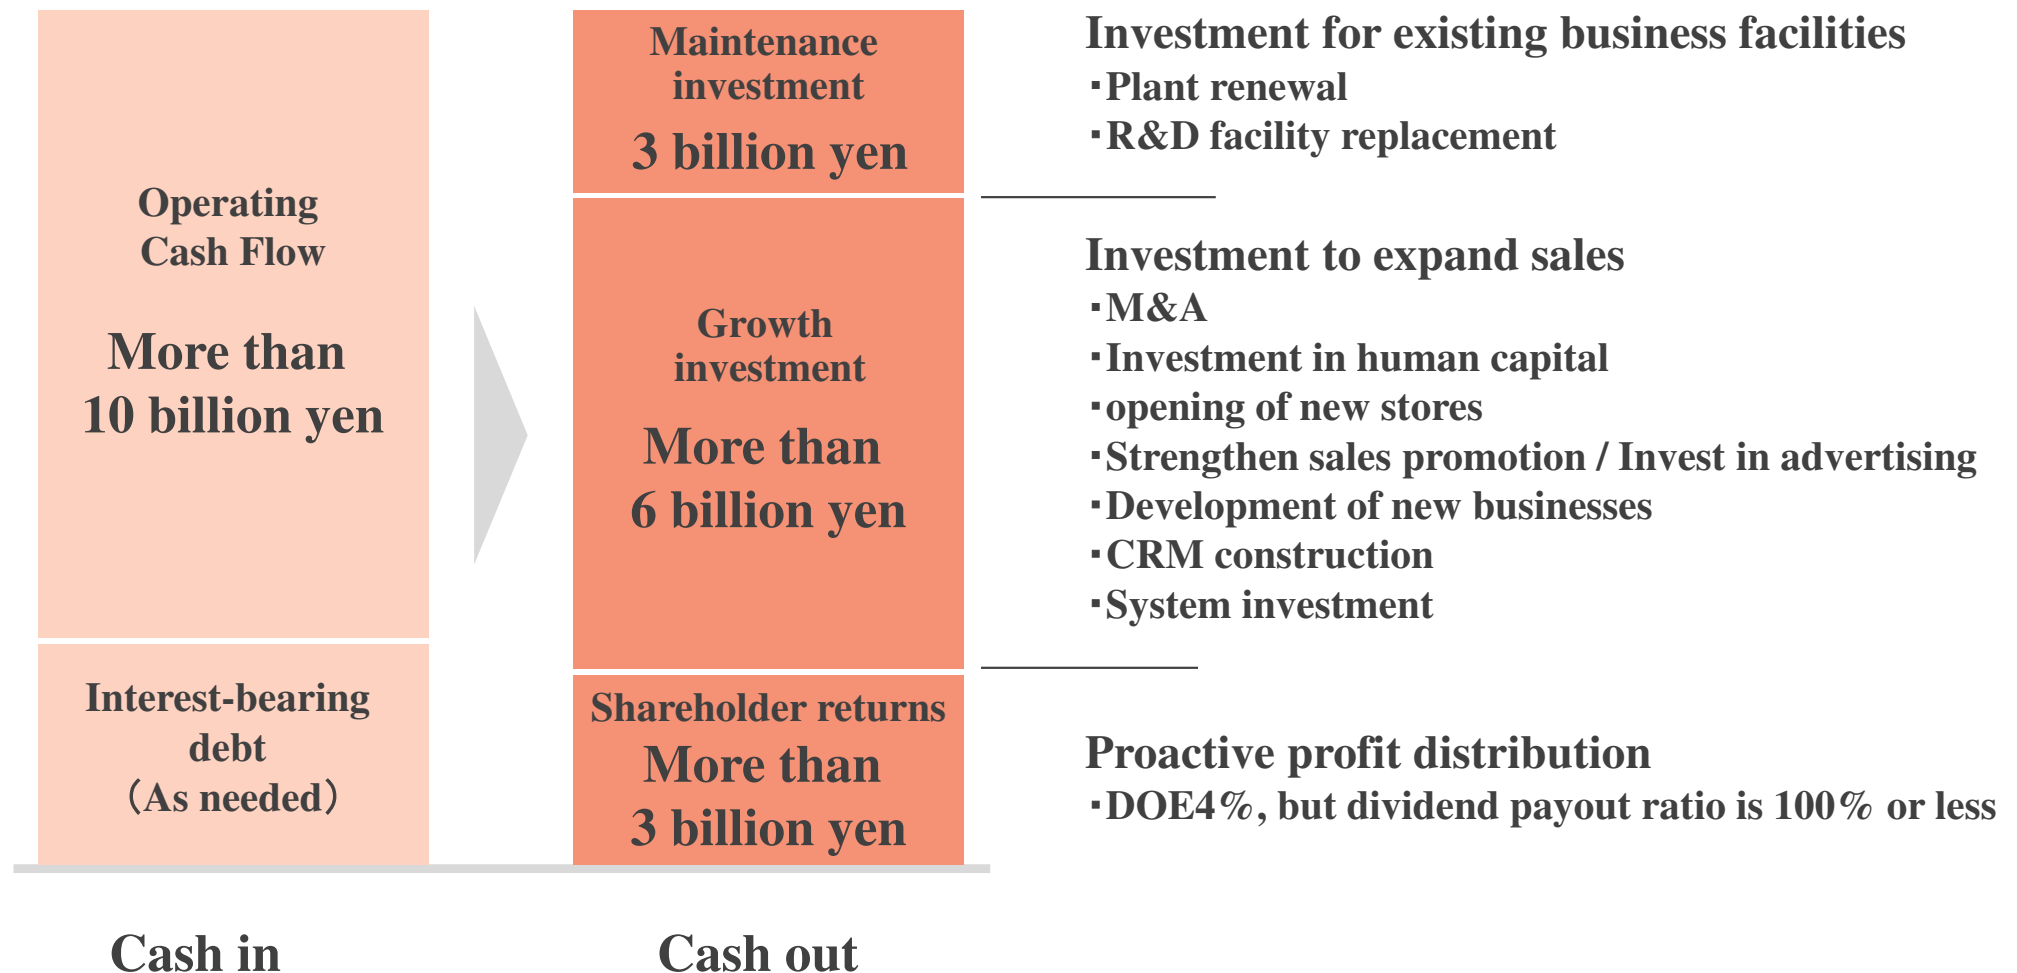 Operating
Cash Flow
More than
10 billion yen
Interest-bearing
debt
（As needed）
Cash in
Maintenance
investment
3 billion yen
Growth
investment
More than
6 billion yen
Shareholder returns
More than
3 billion yen
Cash out
Investment for existing business facilities
・Plant renewal
・R&D facility replacement
Investment to expand sales
・M&A
・Investment in human capital
・opening of new stores
・Strengthen sales promotion / Invest in advertising
・Development of new businesses
・CRM construction
・System investment
Proactive profit distribution
・DOE4%, but dividend payout ratio is 100% or less